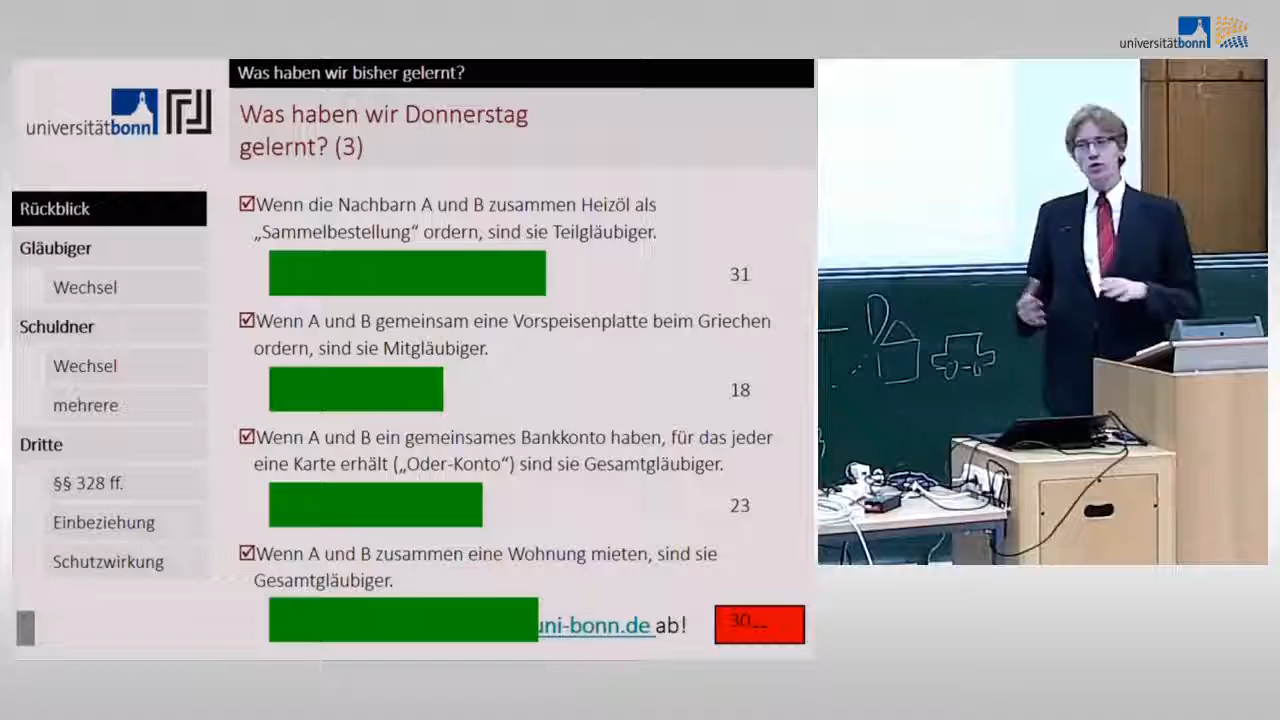 universitätbonn
Was haben wir bisher gelernt?
universitätbonn
Was haben wir Donnerstag
gelernt? (3)
Rückblick
Gläubiger
Wechsel
Schuldner
Wechsel
mehrere
Dritte
§§ 328 ff.
Einbeziehung
Schutzwirkung
Wenn die Nachbarn A und B zusammen Heizöl als
„Sammelbestellung“ ordern, sind sie Teilgläubiger.
31
Wenn A und B gemeinsam eine Vorspeisenplatte beim Griechen
ordern, sind sie Mitgläubiger.
18
Wenn A und B ein gemeinsames Bankkonto haben, für das jeder
eine Karte erhält („Oder-Konto“) sind sie Gesamtgläubiger.
23
Wenn A und B zusammen eine Wohnung mieten, sind sie
Gesamtgläubiger.
uni-bonn.de ab!
30
D